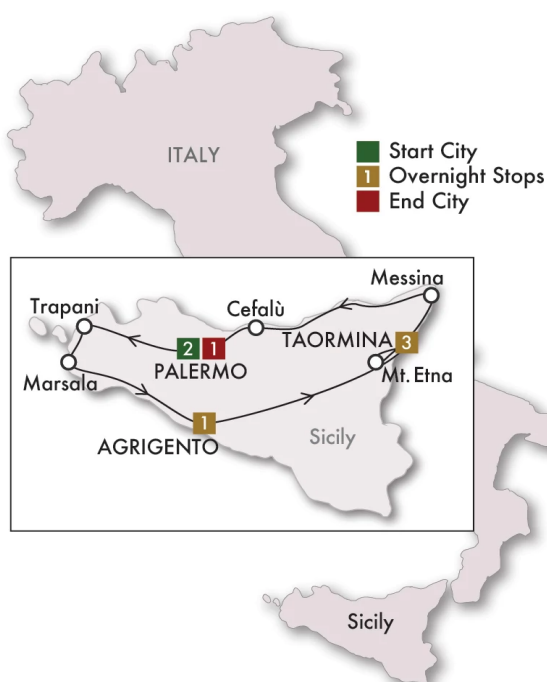 ITALY
Start City
1 Overnight Stops
End City
Messina
Trapani
Cefalù
TAORMINA 3
2 1
PALERMO
Mt. Etna
Marsala
1
AGRIGENTO
Sicily
Sicily